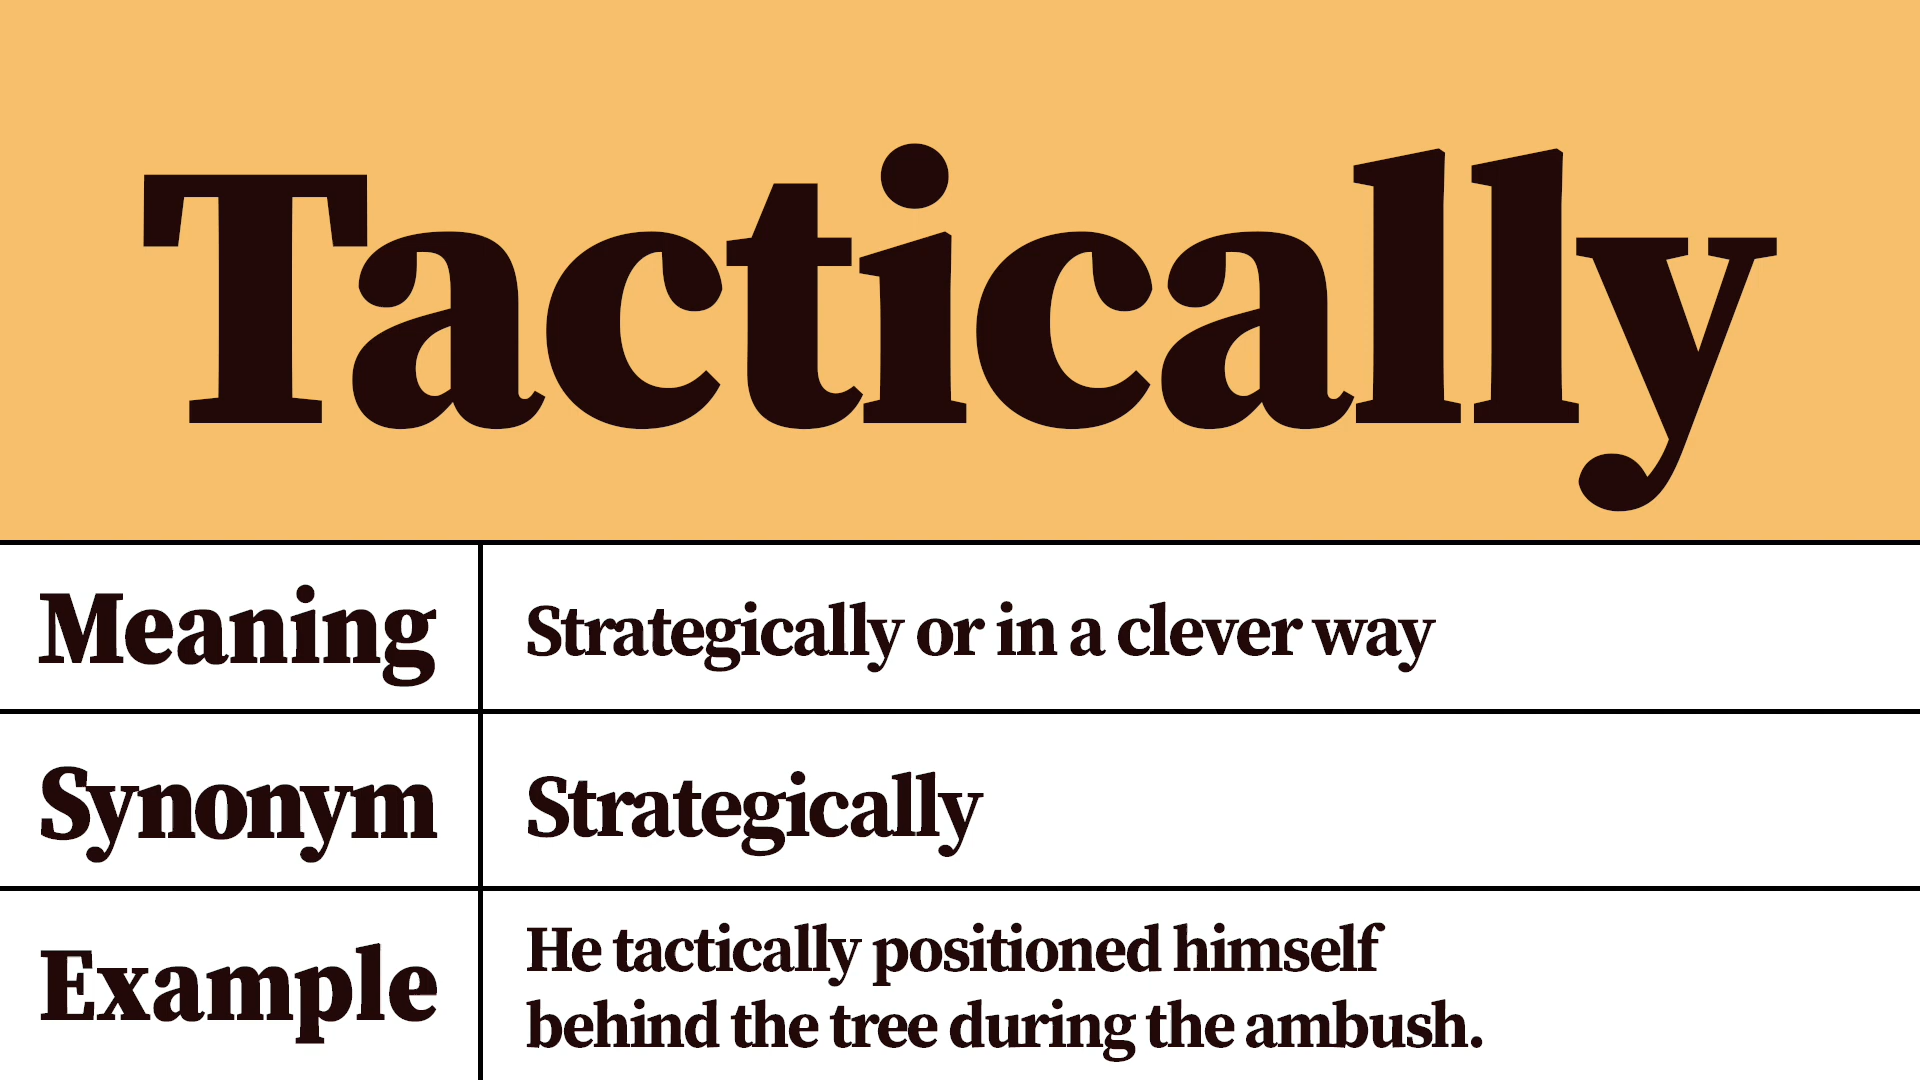 Tactically
Meaning
Strategically or in a clever way
Synonym
Strategically
Example
He tactically positioned himself
behind the tree during the ambush.